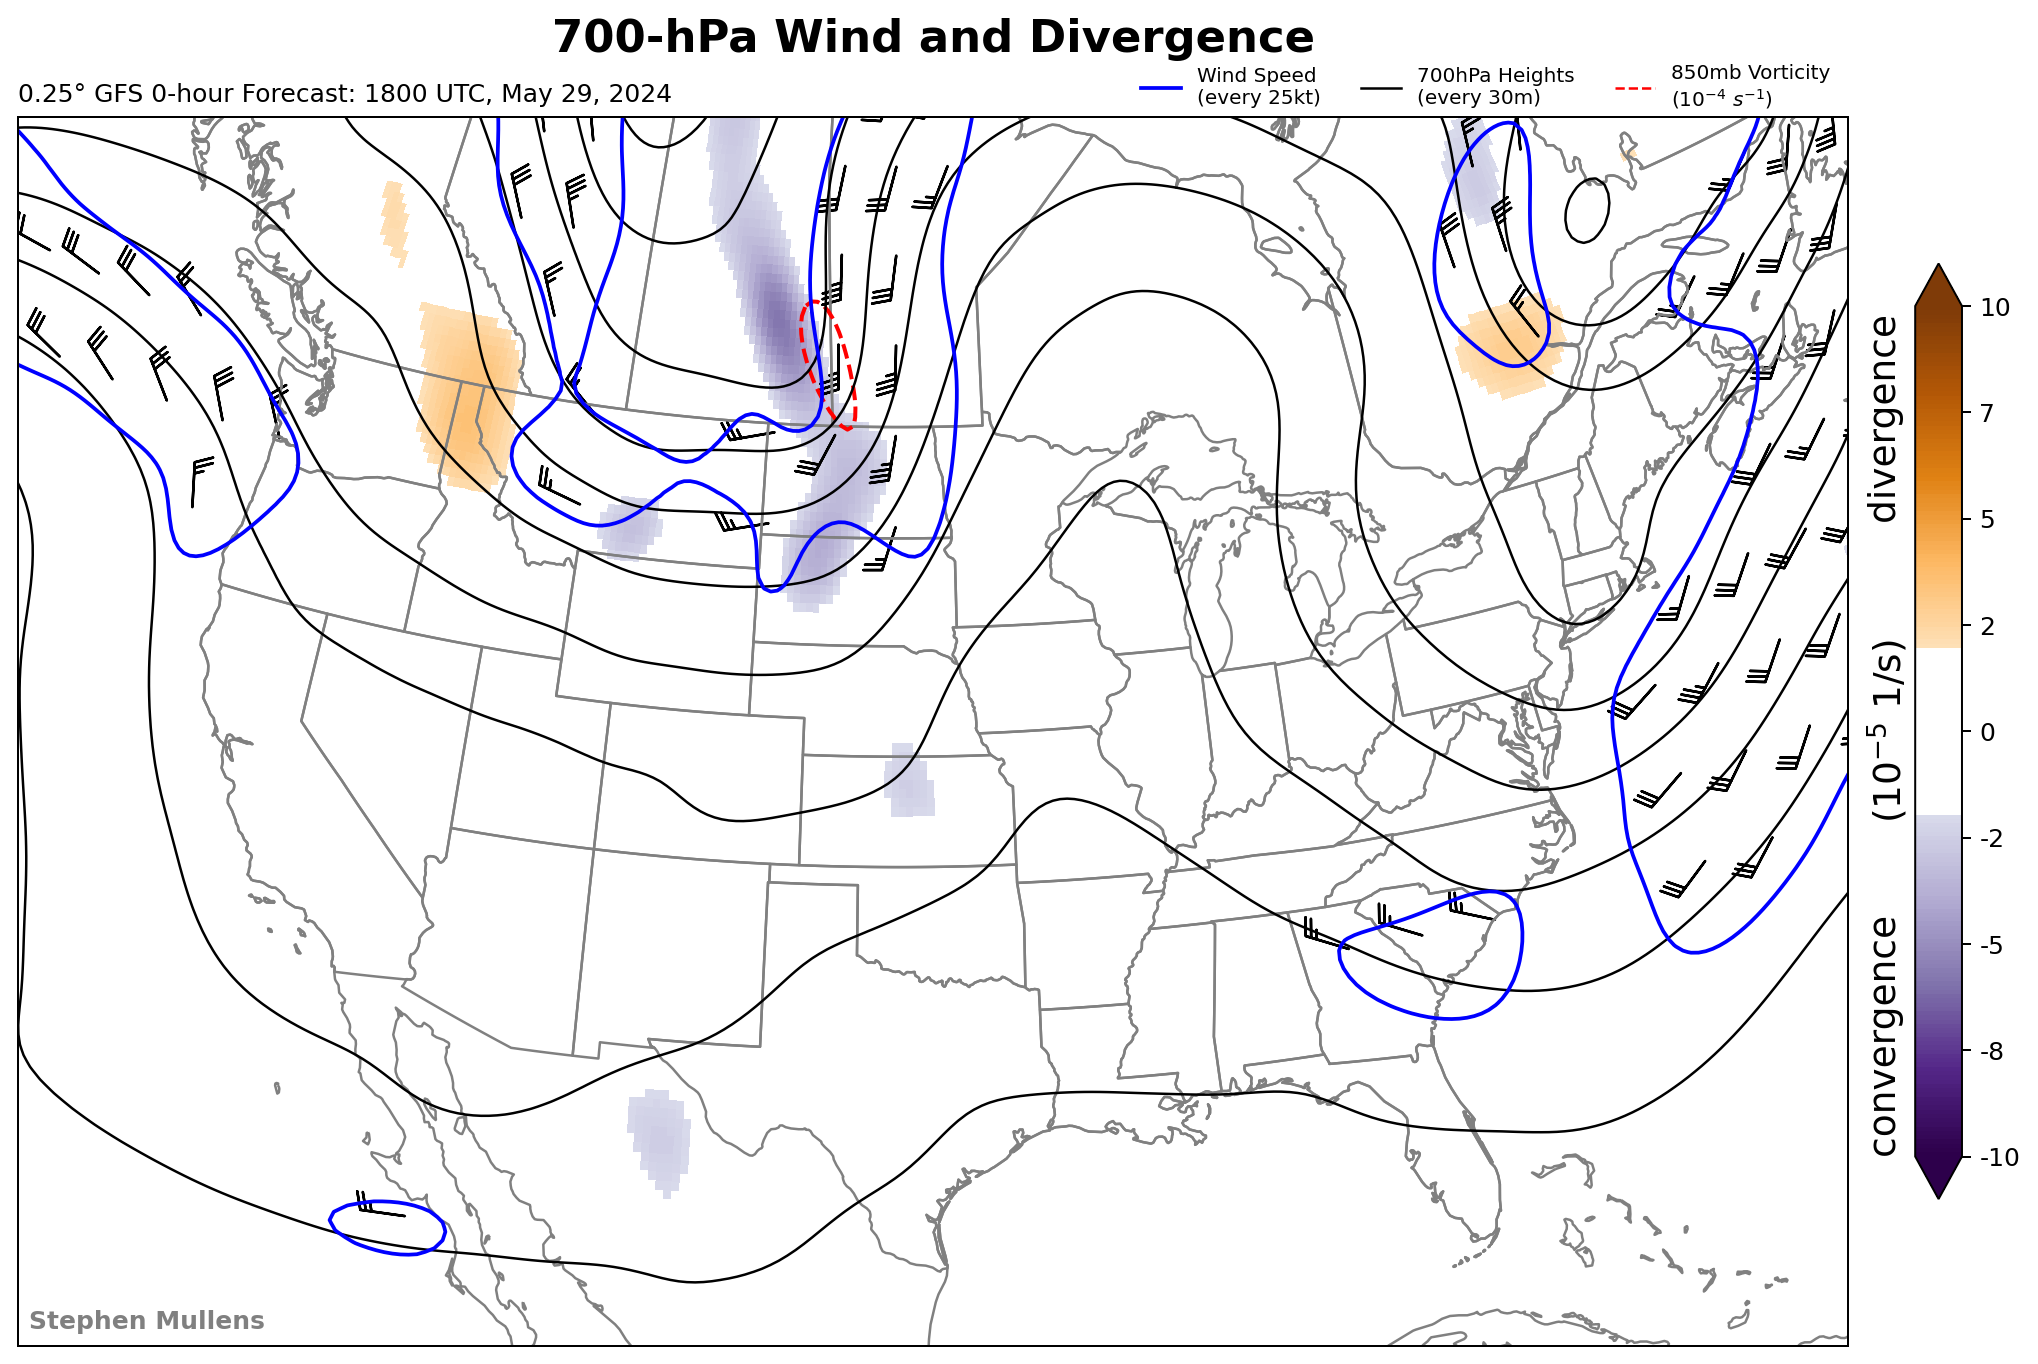 700-hPa Wind and Divergence
0.25° GFS 0-hour Forecast: 1800 UTC, May 29, 2024
Wind Speed
(every 25kt)
700hPa Heights
(every 30m)
850mb Vorticity
(10⁻⁴ s⁻¹)
10
7
5
2
0
-2
-5
-8
-10
convergence (10⁻⁵ 1/s) divergence
Stephen Mullens